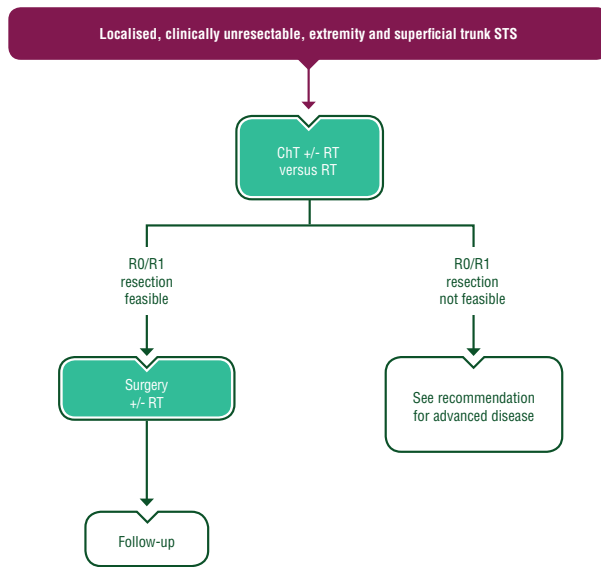 Localised, clinically unresectable, extremity and superficial trunk STS
ChT +/- RT
versus RT
R0/R1
resection
feasible
R0/R1
resection
not feasible
Surgery
+/- RT
See recommendation
for advanced disease
Follow-up